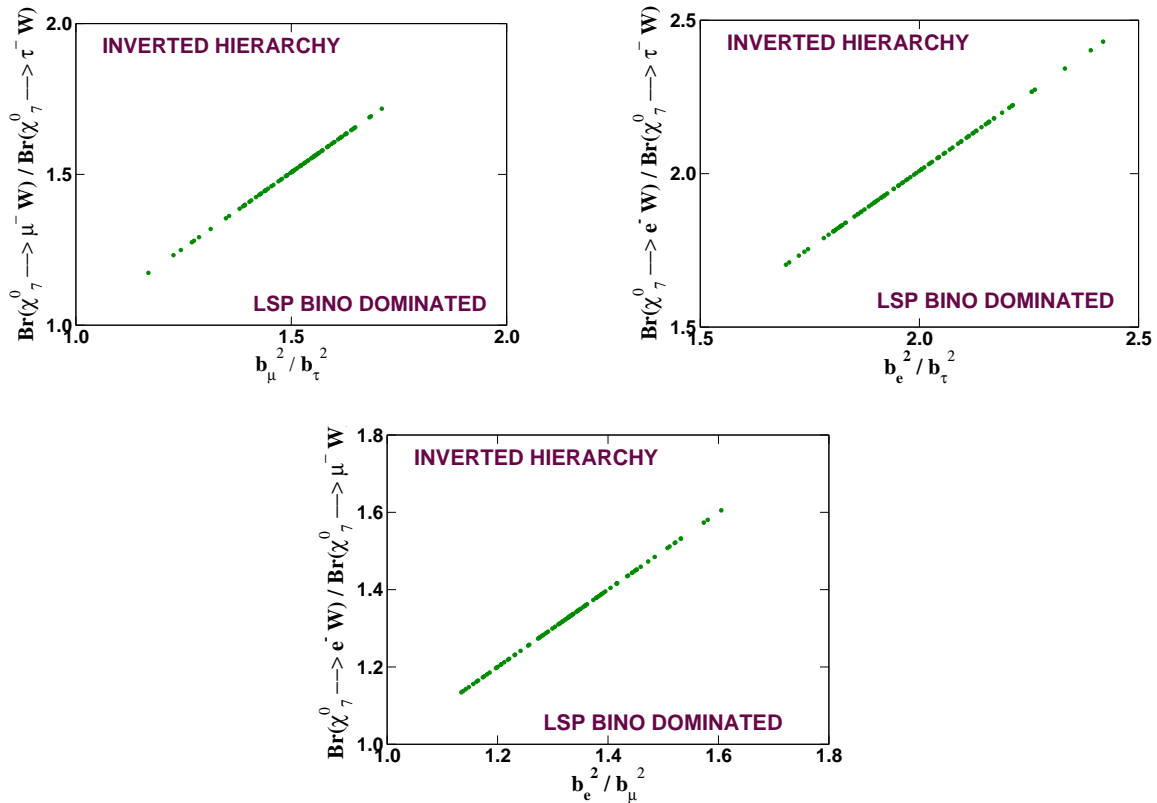 Br(χ⁰₇ —> μ⁻ W) / Br(χ⁰₇ —> τ⁻ W)
2.0
1.5
1.0
INVERTED HIERARCHY
LSP BINO DOMINATED
1.0 1.5 2.0
b_μ² / b_τ²
Br(χ⁰₇ —> e⁻ W) / Br(χ⁰₇ —> τ⁻ W)
2.5
2.0
1.5
INVERTED HIERARCHY
LSP BINO DOMINATED
1.5 2.0 2.5
b_e² / b_τ²
Br(χ⁰₇ —> e⁻ W) / Br(χ⁰₇ —> μ⁻ W
1.8
1.6
1.4
1.2
1.0
INVERTED HIERARCHY
LSP BINO DOMINATED
1.0 1.2 1.4 1.6 1.8
b_e² / b_μ²